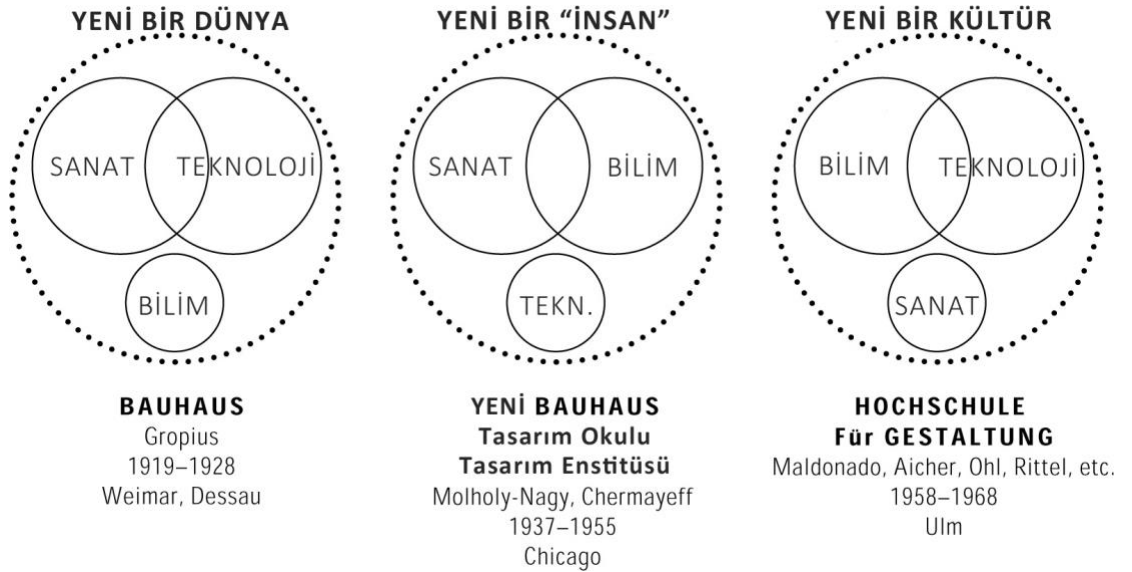 YENİ BİR DÜNYA
SANAT
TEKNOLOJİ
BİLİM
BAUHAUS
Gropius
1919–1928
Weimar, Dessau
YENİ BİR “İNSAN”
SANAT
BİLİM
TEKN.
YENİ BAUHAUS
Tasarım Okulu
Tasarım Enstitüsü
Molholy-Nagy, Chermayeff
1937–1955
Chicago
YENİ BİR KÜLTÜR
BİLİM
TEKNOLOJİ
SANAT
HOCHSCHULE
Für GESTALTUNG
Maldonado, Aicher, Ohl, Rittel, etc.
1958–1968
Ulm